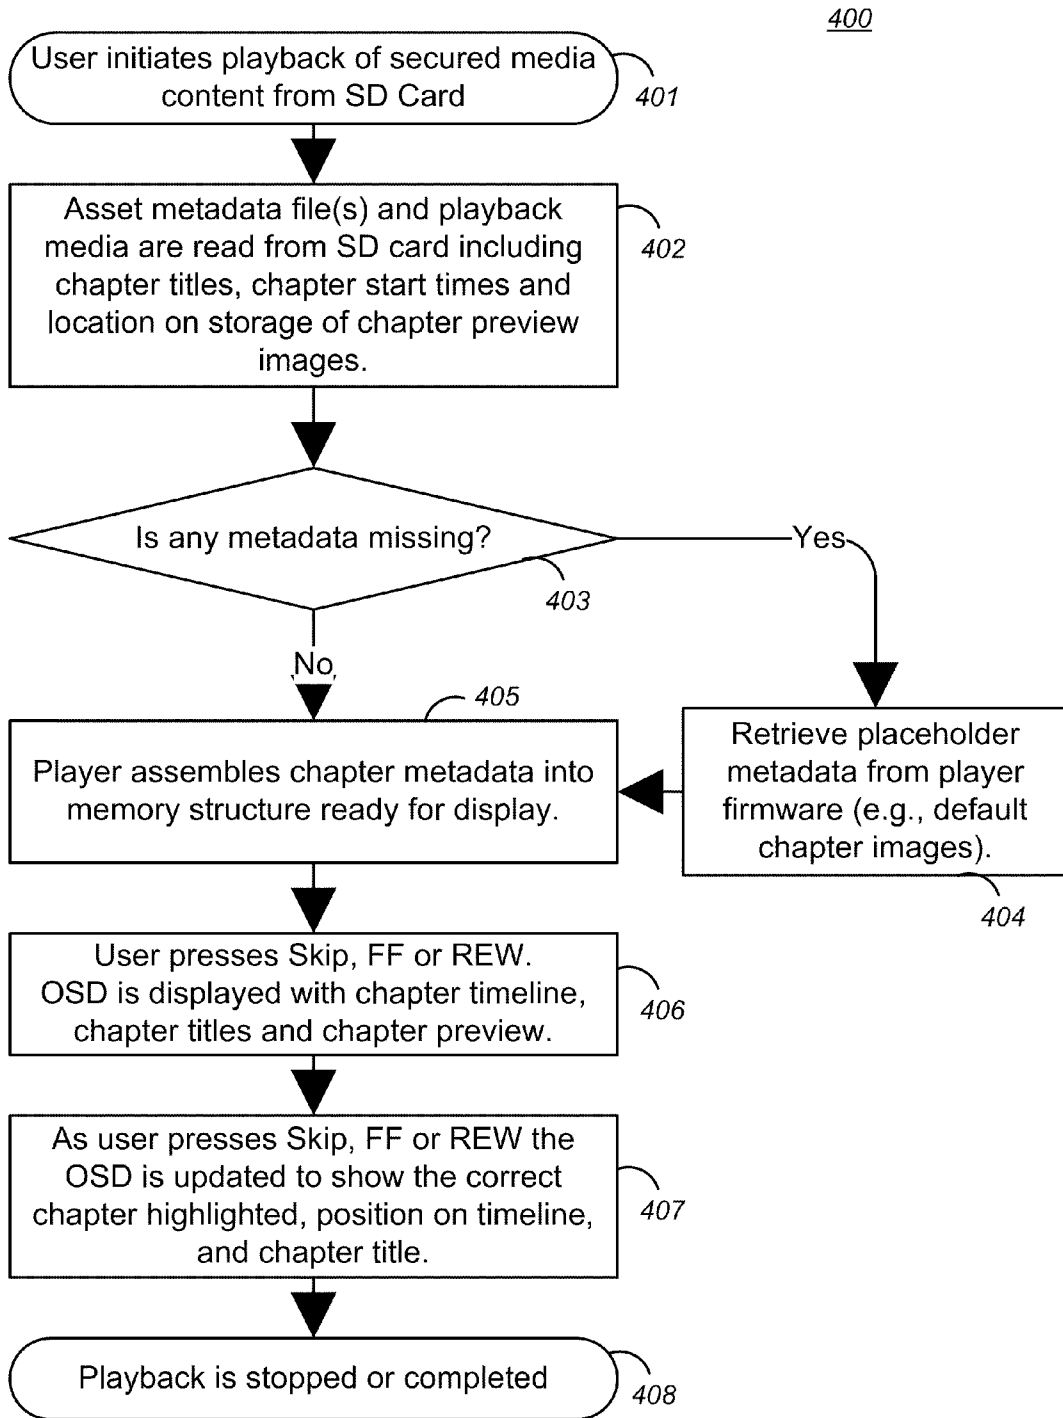 400
User initiates playback of secured media
content from SD Card
401
Asset metadata file(s) and playback
media are read from SD card including
chapter titles, chapter start times and
location on storage of chapter preview
images.
402
Is any metadata missing?
403
Yes
No
Retrieve placeholder
metadata from player
firmware (e.g., default
chapter images).
404
405
Player assembles chapter metadata into
memory structure ready for display.
User presses Skip, FF or REW.
OSD is displayed with chapter timeline,
chapter titles and chapter preview.
406
As user presses Skip, FF or REW the
OSD is updated to show the correct
chapter highlighted, position on timeline,
and chapter title.
407
Playback is stopped or completed
408